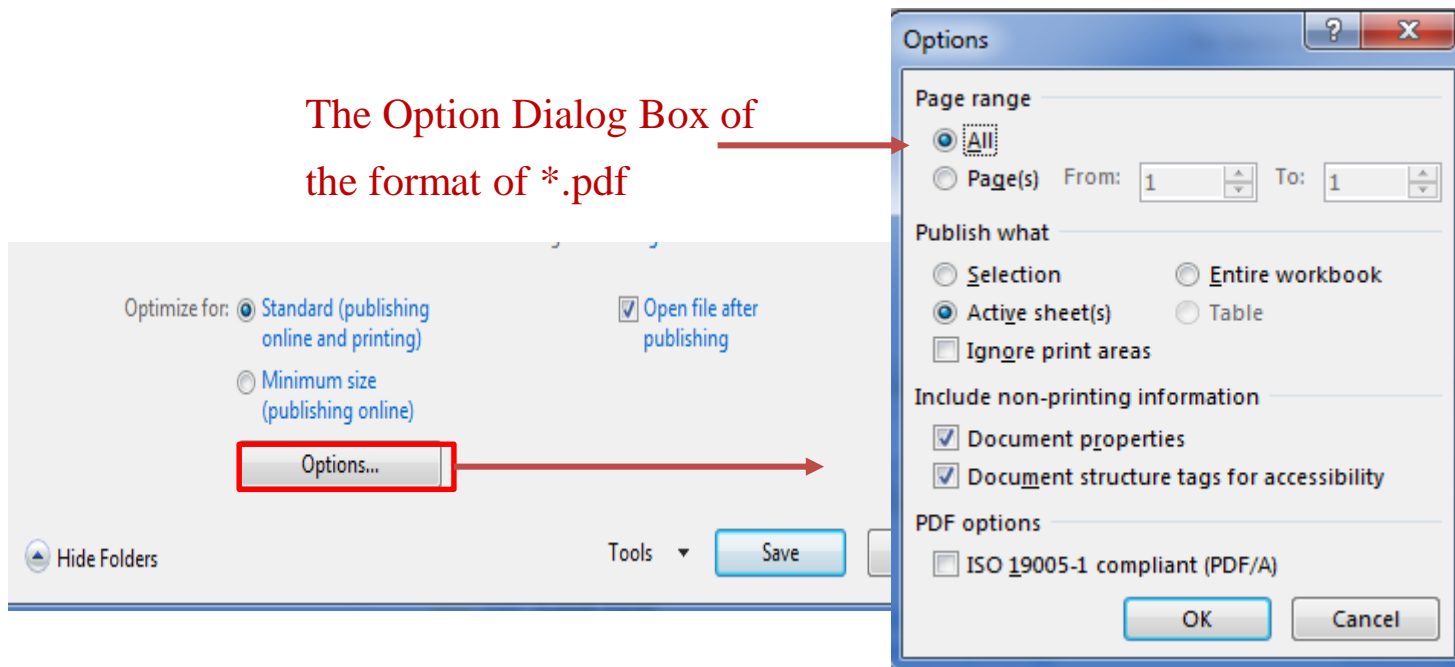 The Option Dialog Box of
the format of *.pdf
Optimize for: Standard (publishing
online and printing)
Minimum size
(publishing online)
Open file after
publishing
Options...
Hide Folders
Tools
Save
Options
?
X
Page range
All
Page(s) From: 1 To: 1
Publish what
Selection Entire workbook
Active sheet(s) Table
Ignore print areas
Include non-printing information
Document properties
Document structure tags for accessibility
PDF options
ISO 19005-1 compliant (PDF/A)
OK Cancel